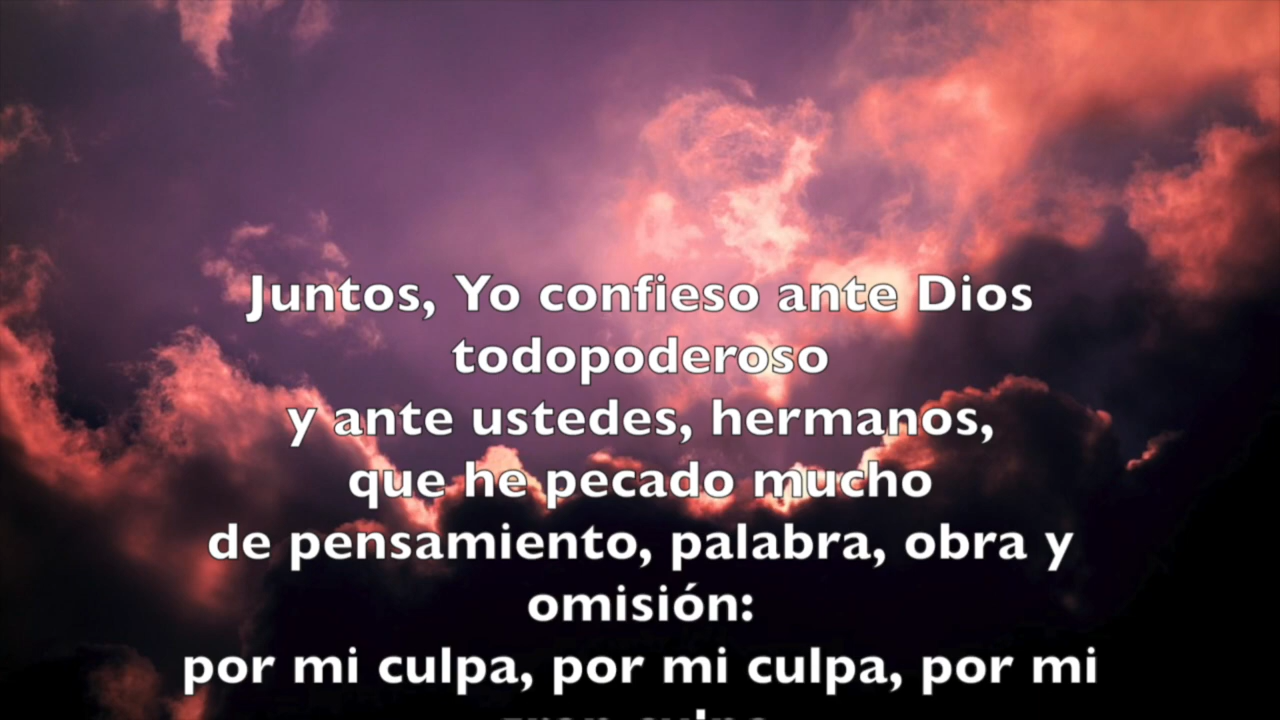 Juntos, Yo confieso ante Dios
todopoderoso
y ante ustedes, hermanos,
que he pecado mucho
de pensamiento, palabra, obra y
omisión:
por mi culpa, por mi culpa, por mi